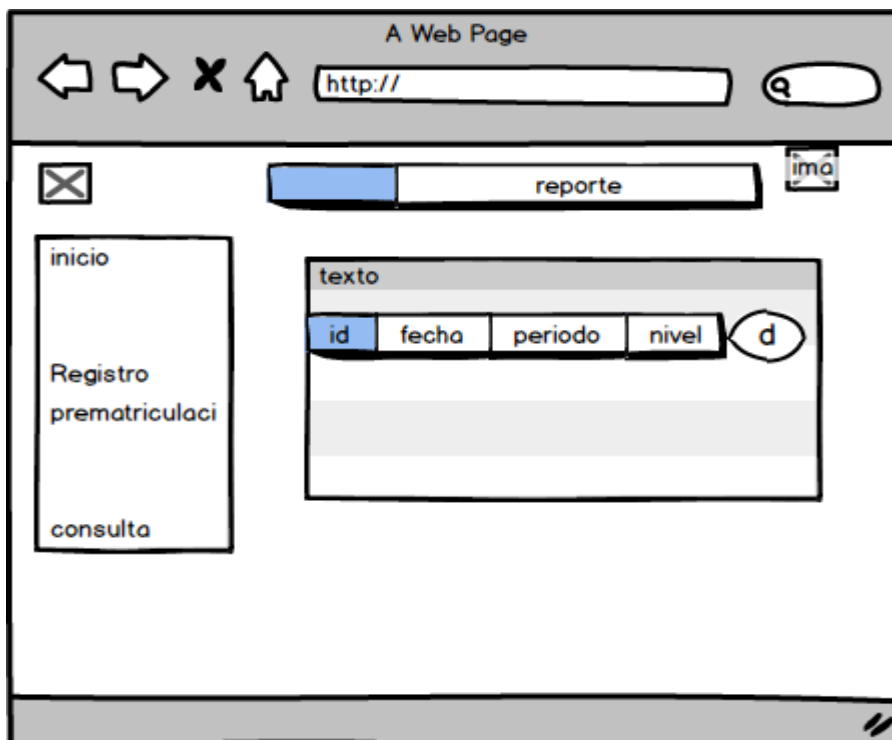 A Web Page
http://
ima
reporte
inicio
texto
id fecha periodo nivel d
Registro
prematriculaci
consulta